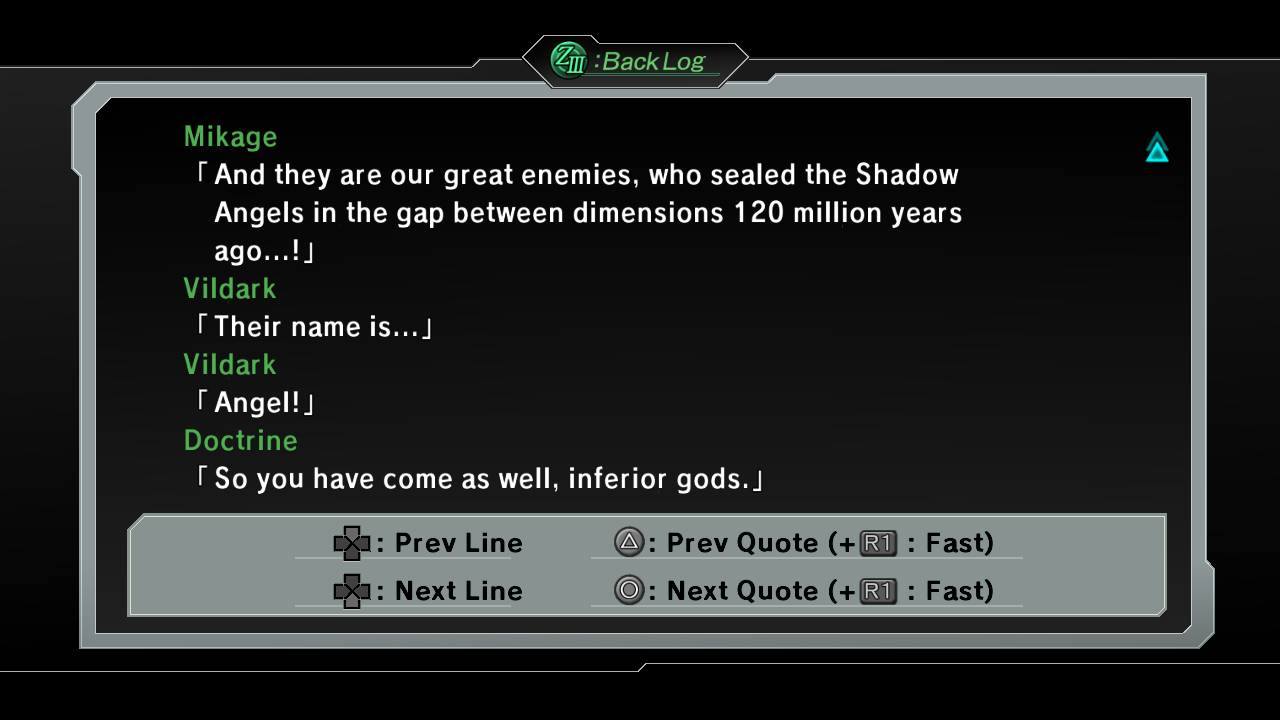 ZIII :Back Log
Mikage
「And they are our great enemies, who sealed the Shadow
Angels in the gap between dimensions 120 million years
ago...!」
Vildark
「Their name is...」
Vildark
「Angel!」
Doctrine
「So you have come as well, inferior gods.」
: Prev Line
: Prev Quote (+ R1 : Fast)
: Next Line
: Next Quote (+ R1 : Fast)